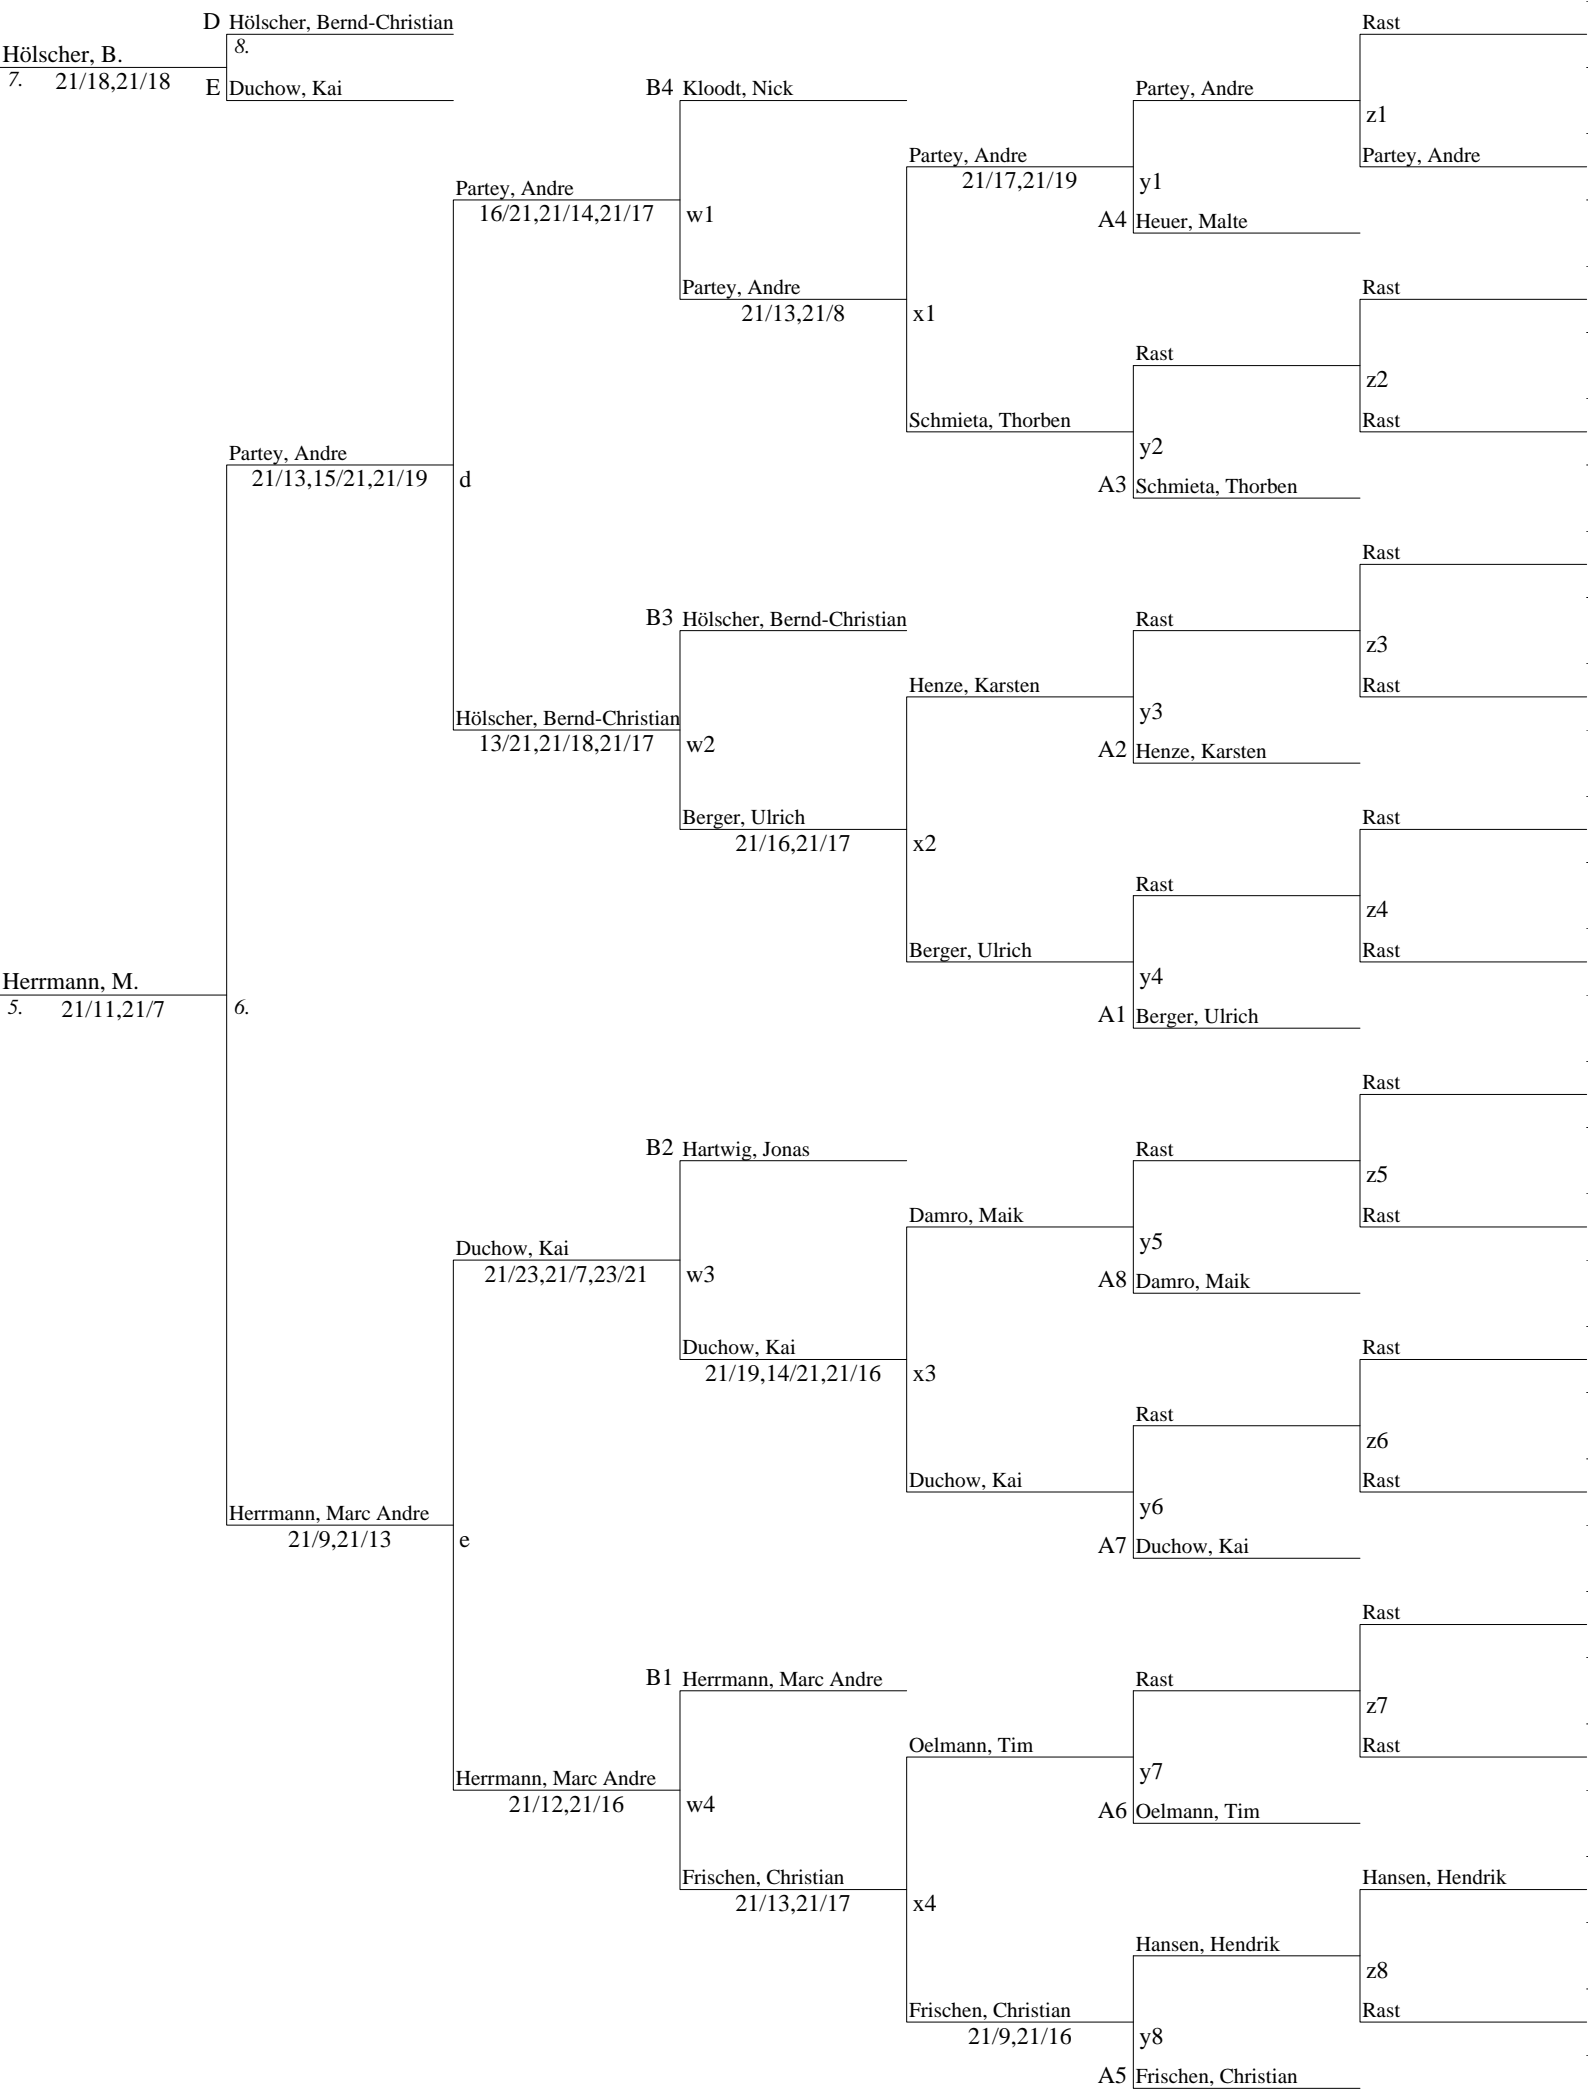 D Hölscher, Bernd-Christian Rast
Hölscher, B. 8.
7. 21/18,21/18 E Duchow, Kai B4 Kloodt, Nick Partey, Andre
z1
Partey, Andre Partey, Andre
Partey, Andre 21/17,21/19 y1
16/21,21/14,21/17 w1 A4 Heuer, Malte
Partey, Andre Rast
21/13,21/8 x1
Rast
z2
Schmieta, Thorben Rast
Partey, Andre y2
21/13,15/21,21/19 d A3 Schmieta, Thorben
Rast
B3 Hölscher, Bernd-Christian Rast
z3
Henze, Karsten Rast
Hölscher, Bernd-Christian y3
13/21,21/18,21/17 w2 A2 Henze, Karsten
Berger, Ulrich Rast
21/16,21/17 x2
Rast
z4
Berger, Ulrich Rast
Herrmann, M. y4
5. 21/11,21/7 6. A1 Berger, Ulrich
Rast
B2 Hartwig, Jonas Rast
z5
Damro, Maik Rast
Duchow, Kai y5
21/23,21/7,23/21 w3 A8 Damro, Maik
Duchow, Kai Rast
21/19,14/21,21/16 x3
Rast
z6
Duchow, Kai Rast
Herrmann, Marc Andre y6
21/9,21/13 e A7 Duchow, Kai
Rast
B1 Herrmann, Marc Andre Rast
z7
Oelmann, Tim Rast
Herrmann, Marc Andre y7
21/12,21/16 w4 A6 Oelmann, Tim
Frischen, Christian Hansen, Hendrik
21/13,21/17 x4
Hansen, Hendrik
z8
Frischen, Christian Rast
21/9,21/16 y8
A5 Frischen, Christian